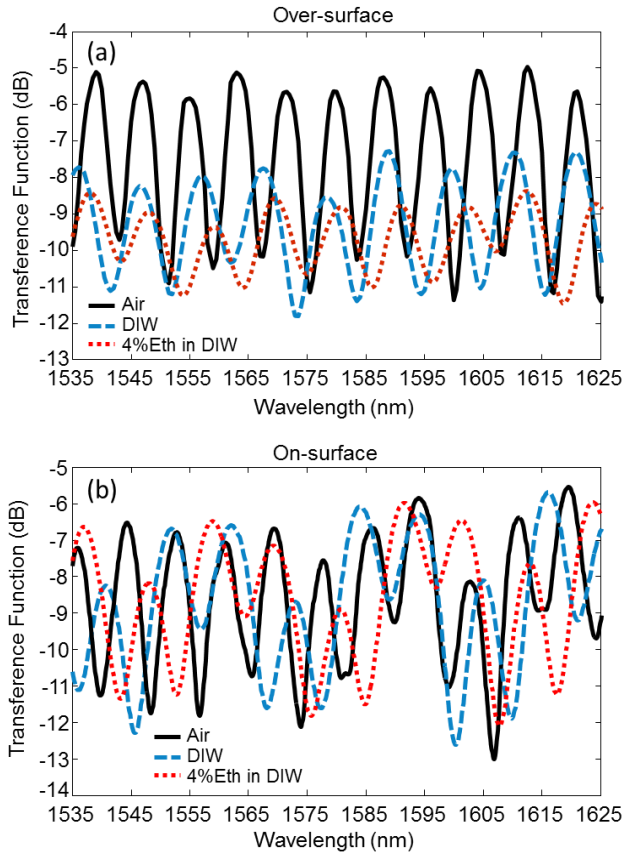 Over-surface
(a)
Transference Function (dB)
-4
-5
-6
-7
-8
-9
-10
-11
-12
-13
Air
DIW
4%Eth in DIW
1535 1545 1555 1565 1575 1585 1595 1605 1615 1625
Wavelength (nm)
On-surface
(b)
Transference Function (dB)
-5
-6
-7
-8
-9
-10
-11
-12
-13
-14
Air
DIW
4%Eth in DIW
1535 1545 1555 1565 1575 1585 1595 1605 1615 1625
Wavelength (nm)